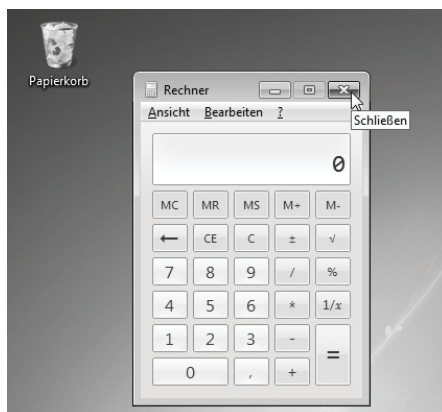 Papierkorb
Rechner
Ansicht Bearbeiten ?
Schließen
0
MC MR MS M+ M-
← CE C ± √
7 8 9 / %
4 5 6 * 1/x
1 2 3 -
=
0 , +